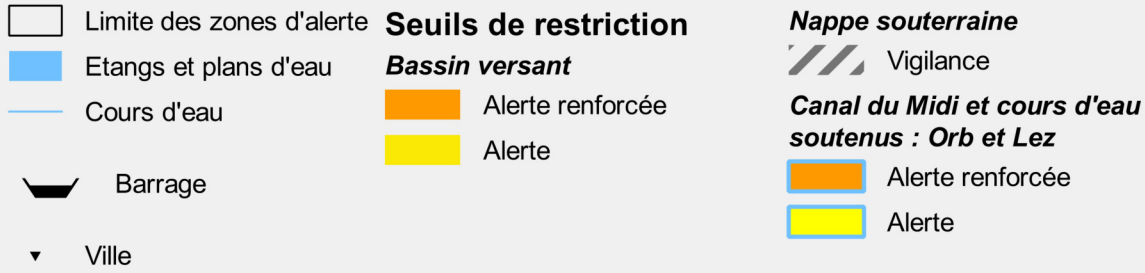 Limite des zones d'alerte
Etangs et plans d'eau
Cours d'eau
Barrage
Ville
Seuils de restriction
Bassin versant
Alerte renforcée
Alerte
Nappe souterraine
Vigilance
Canal du Midi et cours d'eau
soutenus : Orb et Lez
Alerte renforcée
Alerte